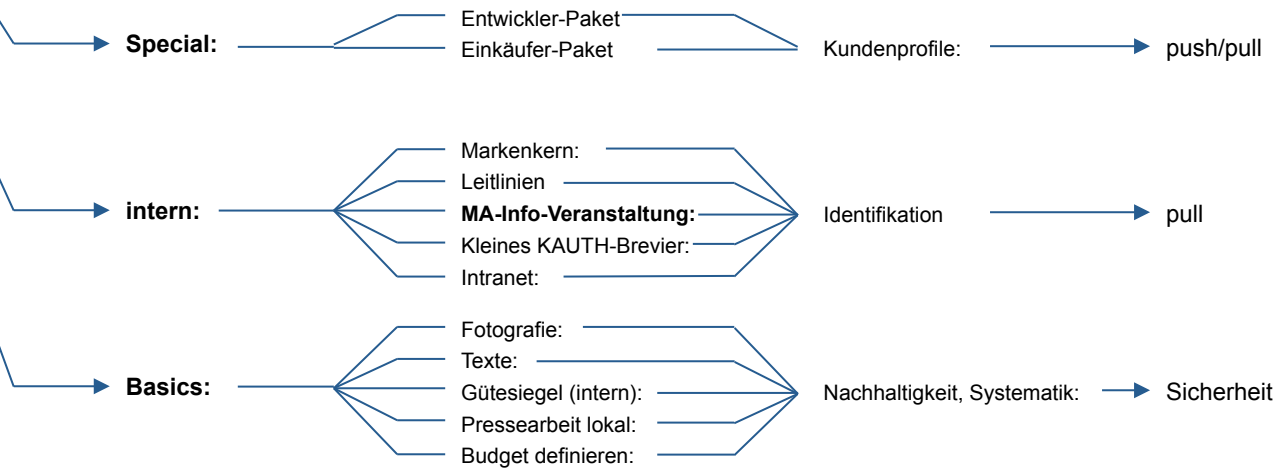 Special:
Entwickler-Paket
Einkäufer-Paket
Kundenprofile:
push/pull
intern:
Markenkern:
Leitlinien
MA-Info-Veranstaltung:
Kleines KAUTH-Brevier:
Intranet:
Identifikation
pull
Basics:
Fotografie:
Texte:
Gütesiegel (intern):
Pressearbeit lokal:
Budget definieren:
Nachhaltigkeit, Systematik:
Sicherheit